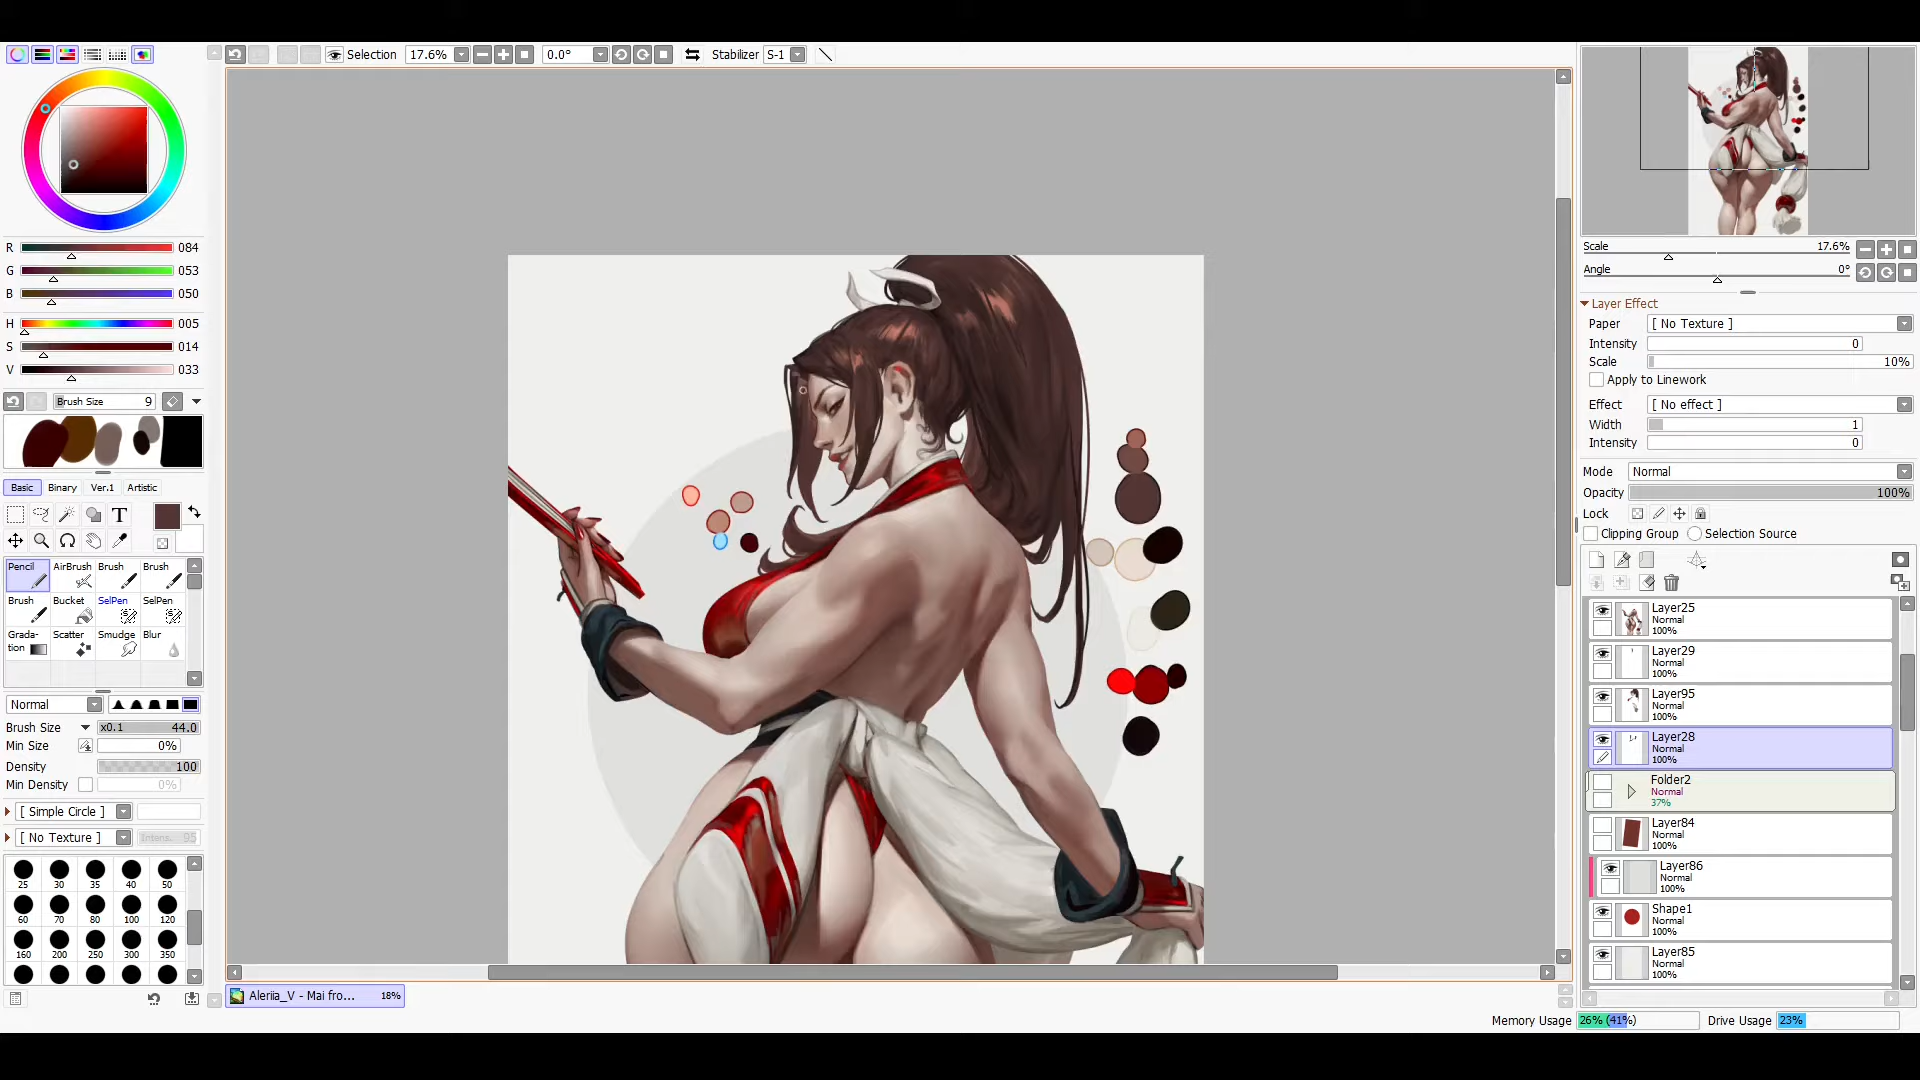 Selection 17.6% 0.0° Stabilizer S-1
R 084
G 053
B 050
H 005
S 014
V 033
Brush Size 9
Basic Binary Ver.1 Artistic
T
Pencil AirBrush Brush Brush
Brush Bucket SelPen SelPen
Grada-
tion Scatter Smudge Blur
Normal
Brush Size x0.1 44.0
Min Size 0%
Density 100
Min Density 0%
[ Simple Circle ]
[ No Texture ] Intens. 95
25 30 35 40 50
60 70 80 100 120
160 200 250 300 350
Aleriia_V - Mai fro... 18%
Scale 17.6%
Angle 0°
Layer Effect
Paper [ No Texture ]
Intensity 0
Scale 10%
Apply to Linework
Effect [ No effect ]
Width 1
Intensity 0
Mode Normal
Opacity 100%
Lock
Clipping Group Selection Source
Layer25
Normal
100%
Layer29
Normal
100%
Layer95
Normal
100%
Layer28
Normal
100%
Folder2
Normal
37%
Layer84
Normal
100%
Layer86
Normal
100%
Shape1
Normal
100%
Layer85
Normal
100%
Memory Usage 26% (41%) Drive Usage 23%